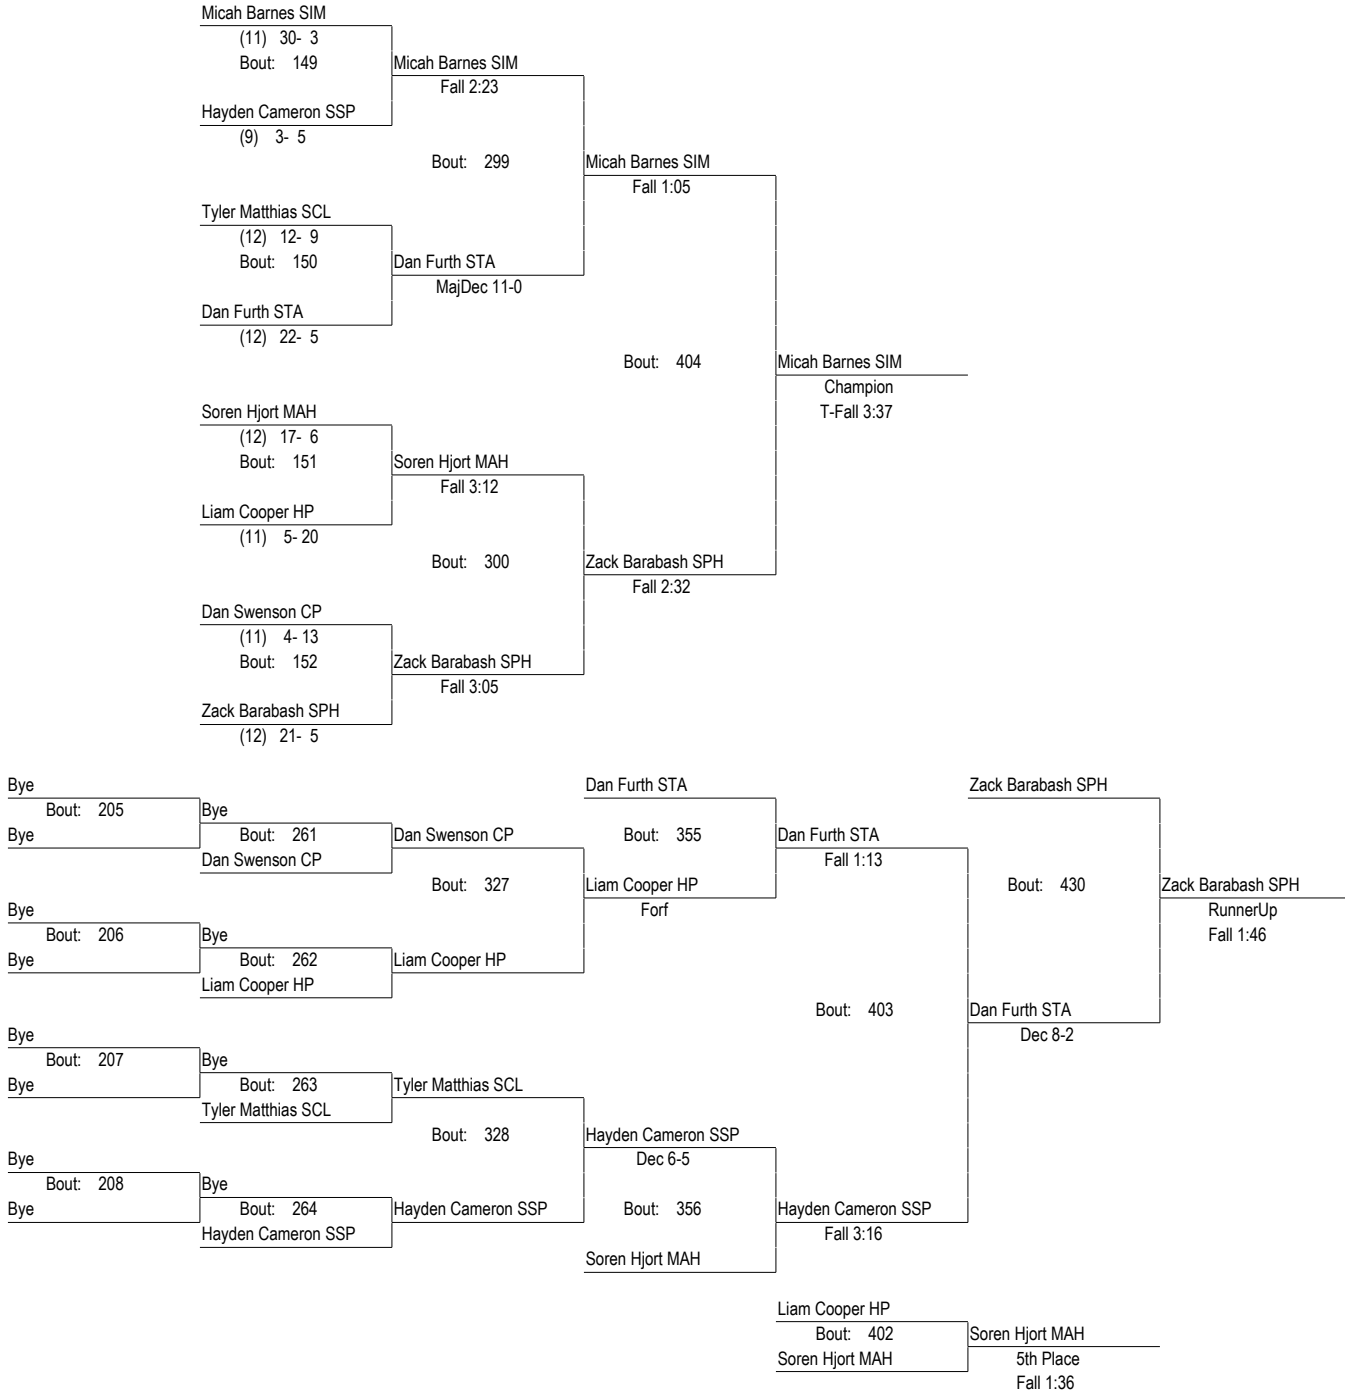 Micah Barnes SIM
(11) 30- 3
Bout: 149
Micah Barnes SIM
Fall 2:23
Hayden Cameron SSP
(9) 3- 5
Bout: 299
Micah Barnes SIM
Fall 1:05
Tyler Matthias SCL
(12) 12- 9
Bout: 150
Dan Furth STA
MajDec 11-0
Dan Furth STA
(12) 22- 5
Bout: 404
Micah Barnes SIM
Champion
T-Fall 3:37
Soren Hjort MAH
(12) 17- 6
Bout: 151
Soren Hjort MAH
Fall 3:12
Liam Cooper HP
(11) 5- 20
Bout: 300
Zack Barabash SPH
Fall 2:32
Dan Swenson CP
(11) 4- 13
Bout: 152
Zack Barabash SPH
Fall 3:05
Zack Barabash SPH
(12) 21- 5
Bye
Bout: 205
Bye
Bye
Bout: 261
Dan Swenson CP
Dan Swenson CP
Bout: 327
Liam Cooper HP
Forf
Dan Furth STA
Bout: 355
Dan Furth STA
Fall 1:13
Zack Barabash SPH
Bout: 430
Zack Barabash SPH
RunnerUp
Fall 1:46
Bye
Bout: 206
Bye
Bye
Bout: 262
Liam Cooper HP
Liam Cooper HP
Bout: 403
Dan Furth STA
Dec 8-2
Bye
Bout: 207
Bye
Bye
Bout: 263
Tyler Matthias SCL
Tyler Matthias SCL
Bout: 328
Hayden Cameron SSP
Dec 6-5
Bye
Bout: 208
Bye
Bye
Bout: 264
Hayden Cameron SSP
Hayden Cameron SSP
Bout: 356
Hayden Cameron SSP
Fall 3:16
Soren Hjort MAH
Liam Cooper HP
Bout: 402
Soren Hjort MAH
Soren Hjort MAH
5th Place
Fall 1:36